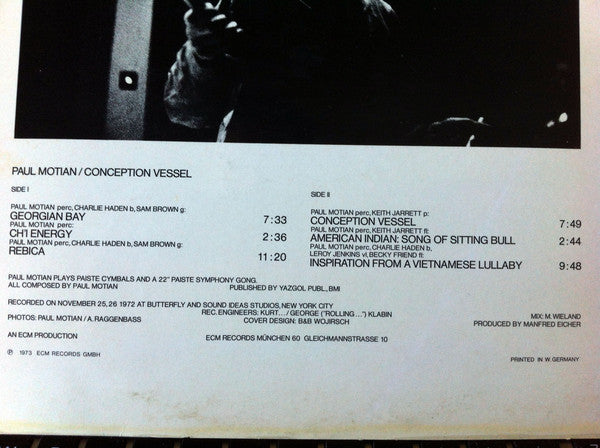 PAUL MOTIAN/CONCEPTION VESSEL
SIDE I
PAUL MOTIAN perc, CHARLIE HADEN b, SAM BROWN g:
GEORGIAN BAY 7:33
PAUL MOTIAN perc:
CH'I ENERGY 2:36
PAUL MOTIAN perc, CHARLIE HADEN b, SAM BROWN g:
REBICA 11:20
SIDE II
PAUL MOTIAN perc, KEITH JARRETT p:
CONCEPTION VESSEL 7:49
PAUL MOTIAN perc, KEITH JARRETT fl:
AMERICAN INDIAN: SONG OF SITTING BULL 2:44
PAUL MOTIAN perc, CHARLIE HADEN b,
LEROY JENKINS vl, BECKY FRIEND fl:
INSPIRATION FROM A VIETNAMESE LULLABY 9:48
PAUL MOTIAN PLAYS PAISTE CYMBALS AND A 22" PAISTE SYMPHONY GONG.
ALL COMPOSED BY PAUL MOTIAN PUBLISHED BY YAZGOL PUBL., BMI
RECORDED ON NOVEMBER 25,26 1972 AT BUTTERFLY AND SOUND IDEAS STUDIOS, NEW YORK CITY
REC. ENGINEERS: KURT.../GEORGE ("ROLLING...") KLABIN
PHOTOS: PAUL MOTIAN/A. RAGGENBASS COVER DESIGN: B&B WOJIRSCH
MIX: M. WIELAND
PRODUCED BY MANFRED EICHER
AN ECM PRODUCTION ECM RECORDS MÜNCHEN 60 GLEICHMANNSTRASSE 10
℗ 1973 ECM RECORDS GMBH PRINTED IN W. GERMANY